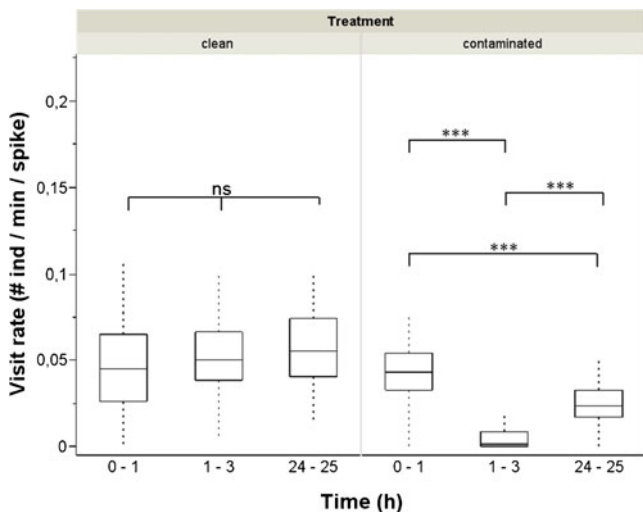 Treatment
clean contaminated
Visit rate (# ind / min / spike)
0,2
0,15
0,1
0,05
0
ns
***
***
***
0 - 1 1 - 3 24 - 25 0 - 1 1 - 3 24 - 25
Time (h)